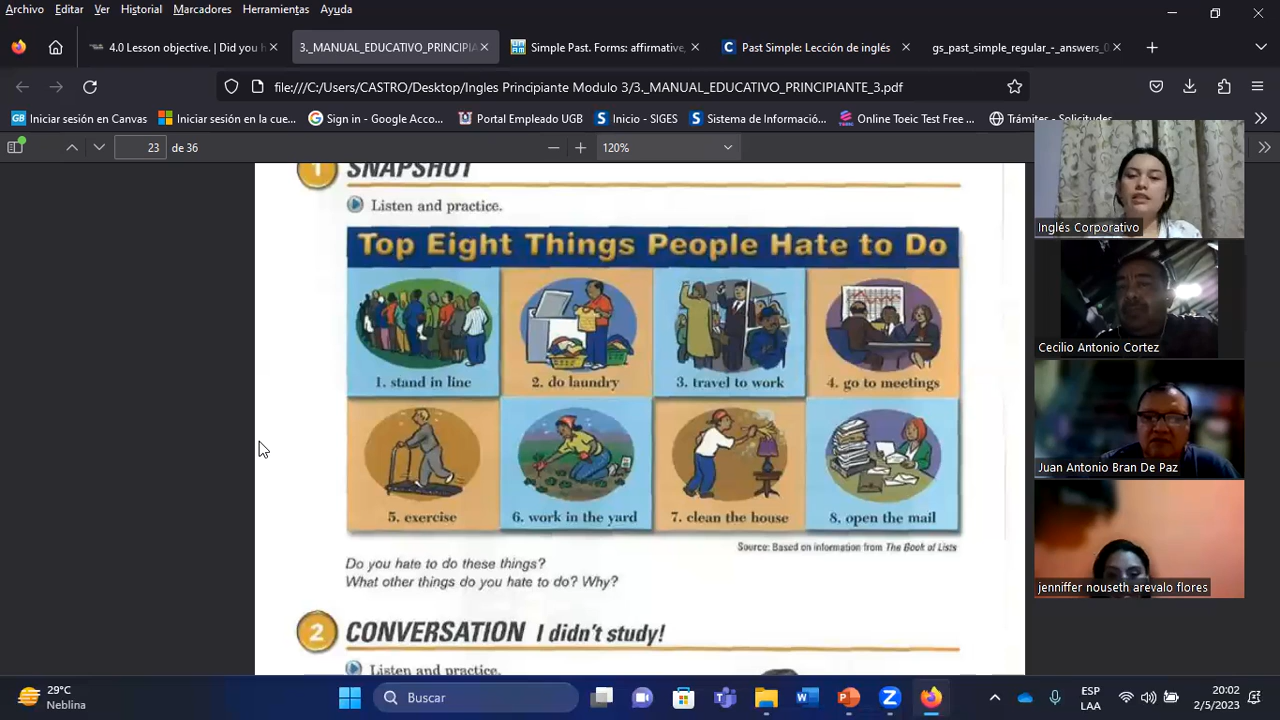 Archivo Editar Ver Historial Marcadores Herramientas Ayuda
4.0 Lesson objective. | Did you h
3._MANUAL_EDUCATIVO_PRINCIPIA
Simple Past. Forms: affirmative,
Past Simple: Lección de inglés
gs_past_simple_regular_-_answers_0
file:///C:/Users/CASTRO/Desktop/Ingles Principiante Modulo 3/3._MANUAL_EDUCATIVO_PRINCIPIANTE_3.pdf
Iniciar sesión en Canvas
Iniciar sesión en la cue...
Sign in - Google Acco...
Portal Empleado UGB
Inicio - SIGES
Sistema de Informació...
Online Toeic Test Free ...
Trámites - Solicitudes
23 de 36
120%
1 SNAPSHOT
Listen and practice.
Top Eight Things People Hate to Do
1. stand in line
2. do laundry
3. travel to work
4. go to meetings
5. exercise
6. work in the yard
7. clean the house
8. open the mail
Source: Based on information from The Book of Lists
Do you hate to do these things?
What other things do you hate to do? Why?
2 CONVERSATION I didn't study!
Listen and practice.
Inglés Corporativo
Cecilio Antonio Cortez
Juan Antonio Bran De Paz
jenniffer nouseth arevalo flores
29°C
Neblina
Buscar
ESP
LAA
20:02
2/5/2023